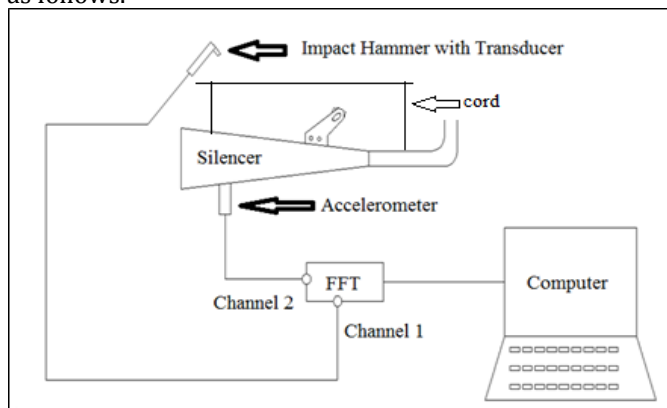 as follows:
Impact Hammer with Transducer
cord
Silencer
Accelerometer
FFT
Computer
Channel 2
Channel 1